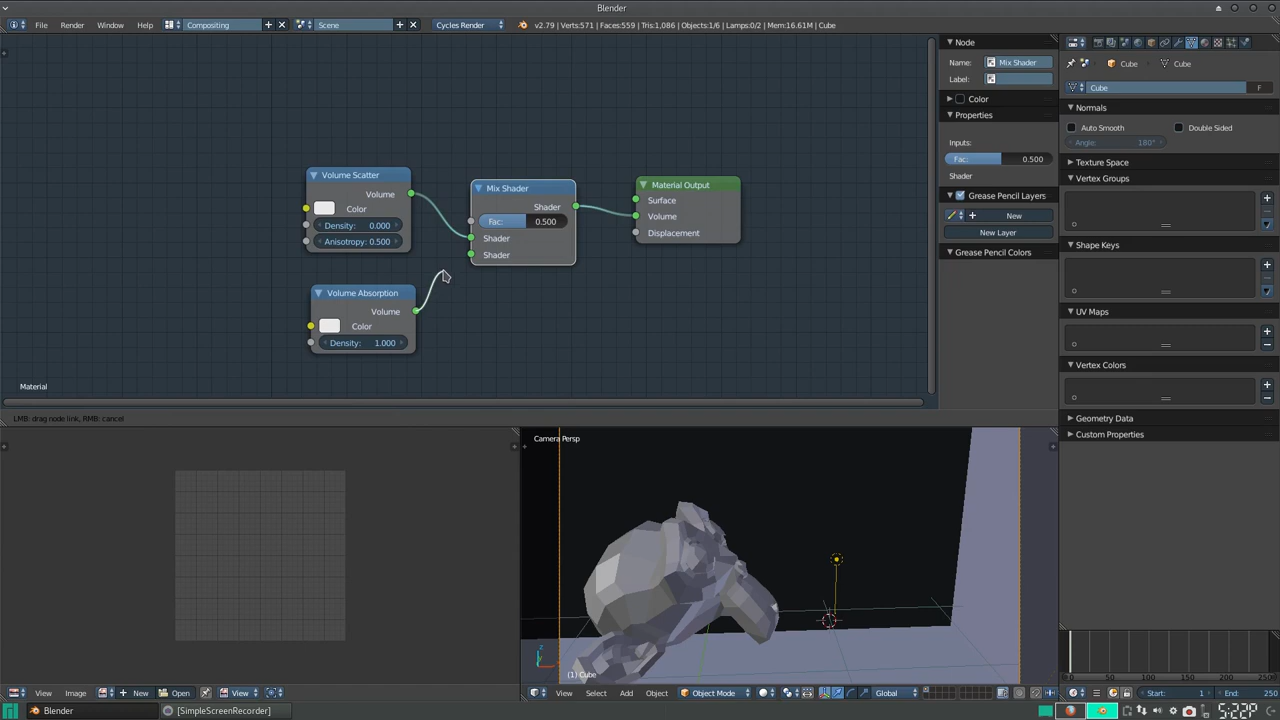 Blender
File
Render
Window
Help
Compositing
Scene
Cycles Render
v2.79 | Verts:571 | Faces:559 | Tris:1,086 | Objects:1/6 | Lamps:0/2 | Mem:16.61M | Cube
Volume Scatter
Volume
Color
Density: 0.000
Anisotropy: 0.500
Mix Shader
Shader
Fac: 0.500
Shader
Shader
Material Output
Surface
Volume
Displacement
Volume Absorption
Volume
Color
Density: 1.000
Material
LMB: drag node link, RMB: cancel
Node
Name: Mix Shader
Label:
Color
Properties
Inputs:
Fac: 0.500
Shader
Grease Pencil Layers
New
New Layer
Grease Pencil Colors
Cube
Cube
Cube
F
Normals
Auto Smooth
Double Sided
Angle: 180°
Texture Space
Vertex Groups
Shape Keys
UV Maps
Vertex Colors
Geometry Data
Custom Properties
Camera Persp
(1) Cube
View
Image
New
Open
View
View
Select
Add
Object
Object Mode
Global
0
50
100
150
200
250
Start: 1
End: 250
Blender
[SimpleScreenRecorder]